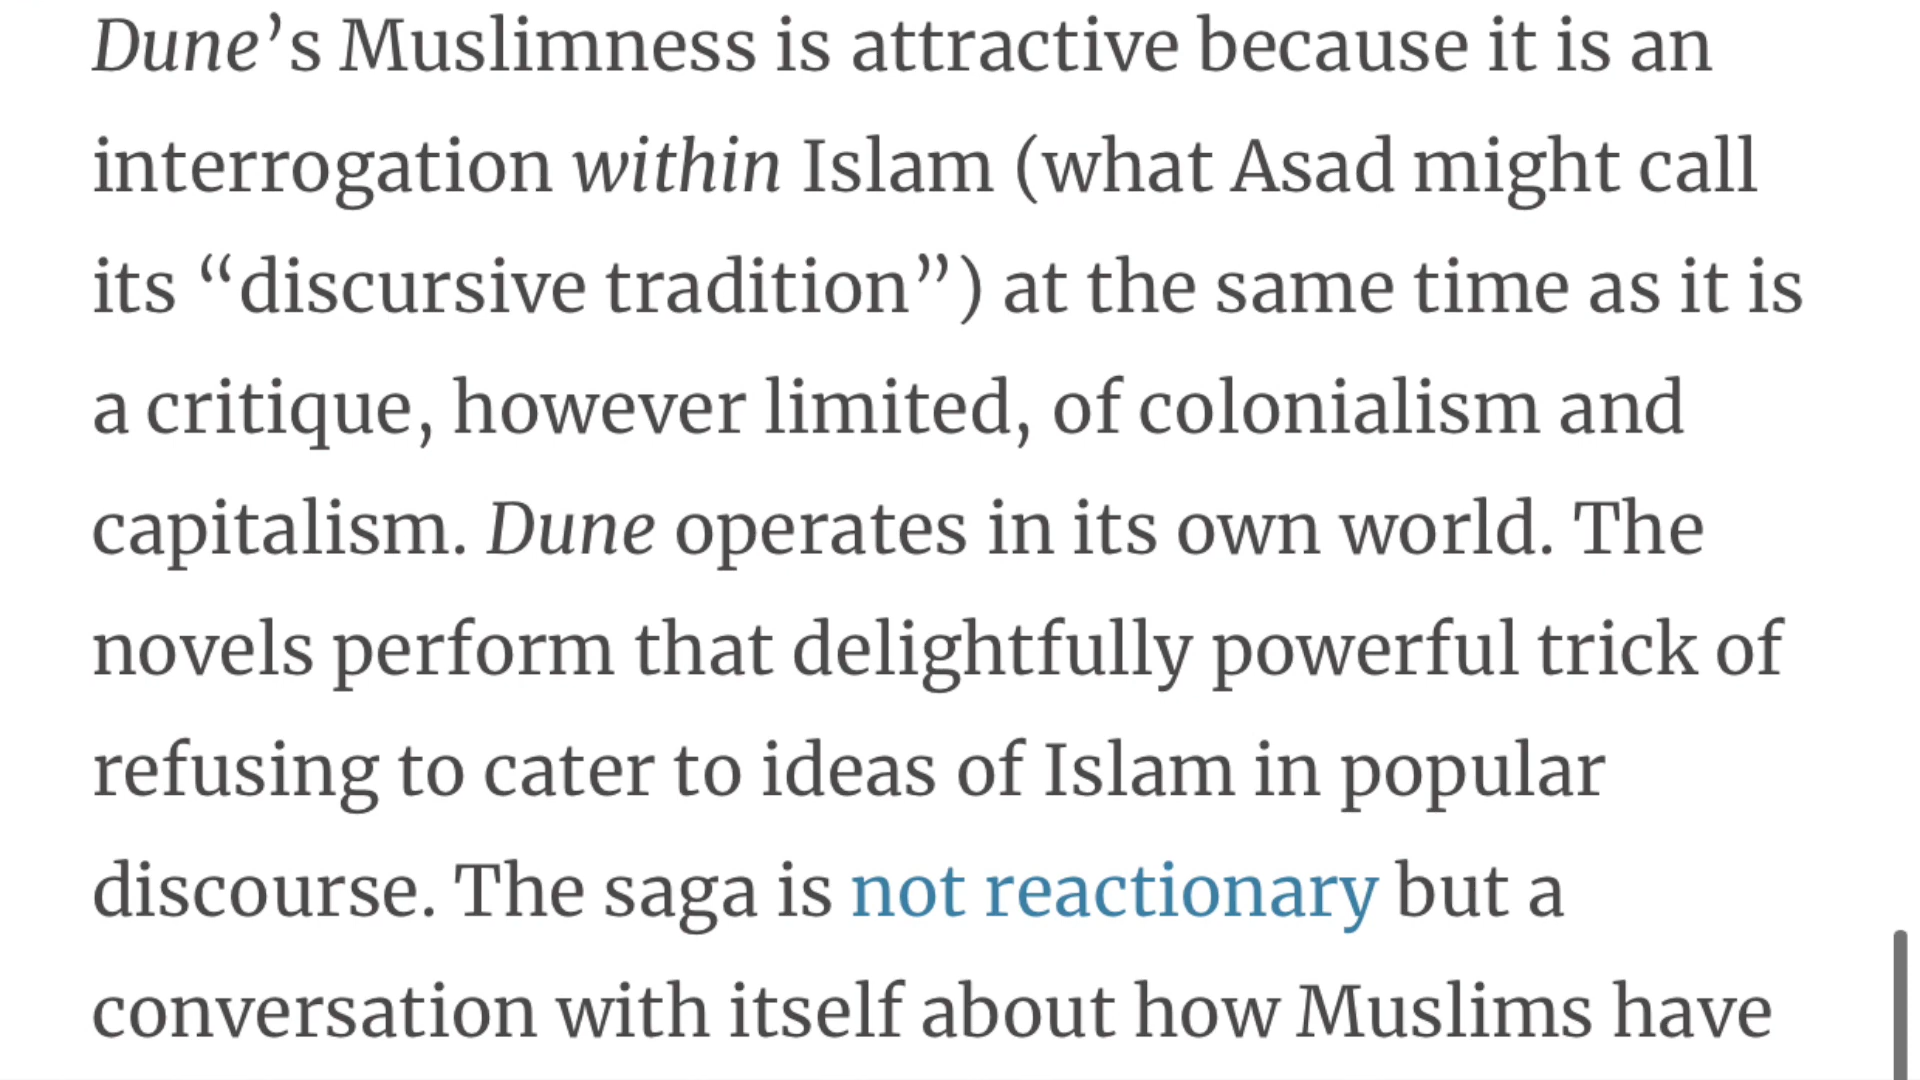 Dune’s Muslimness is attractive because it is an
interrogation within Islam (what Asad might call
its “discursive tradition”) at the same time as it is
a critique, however limited, of colonialism and
capitalism. Dune operates in its own world. The
novels perform that delightfully powerful trick of
refusing to cater to ideas of Islam in popular
discourse. The saga is not reactionary but a
conversation with itself about how Muslims have